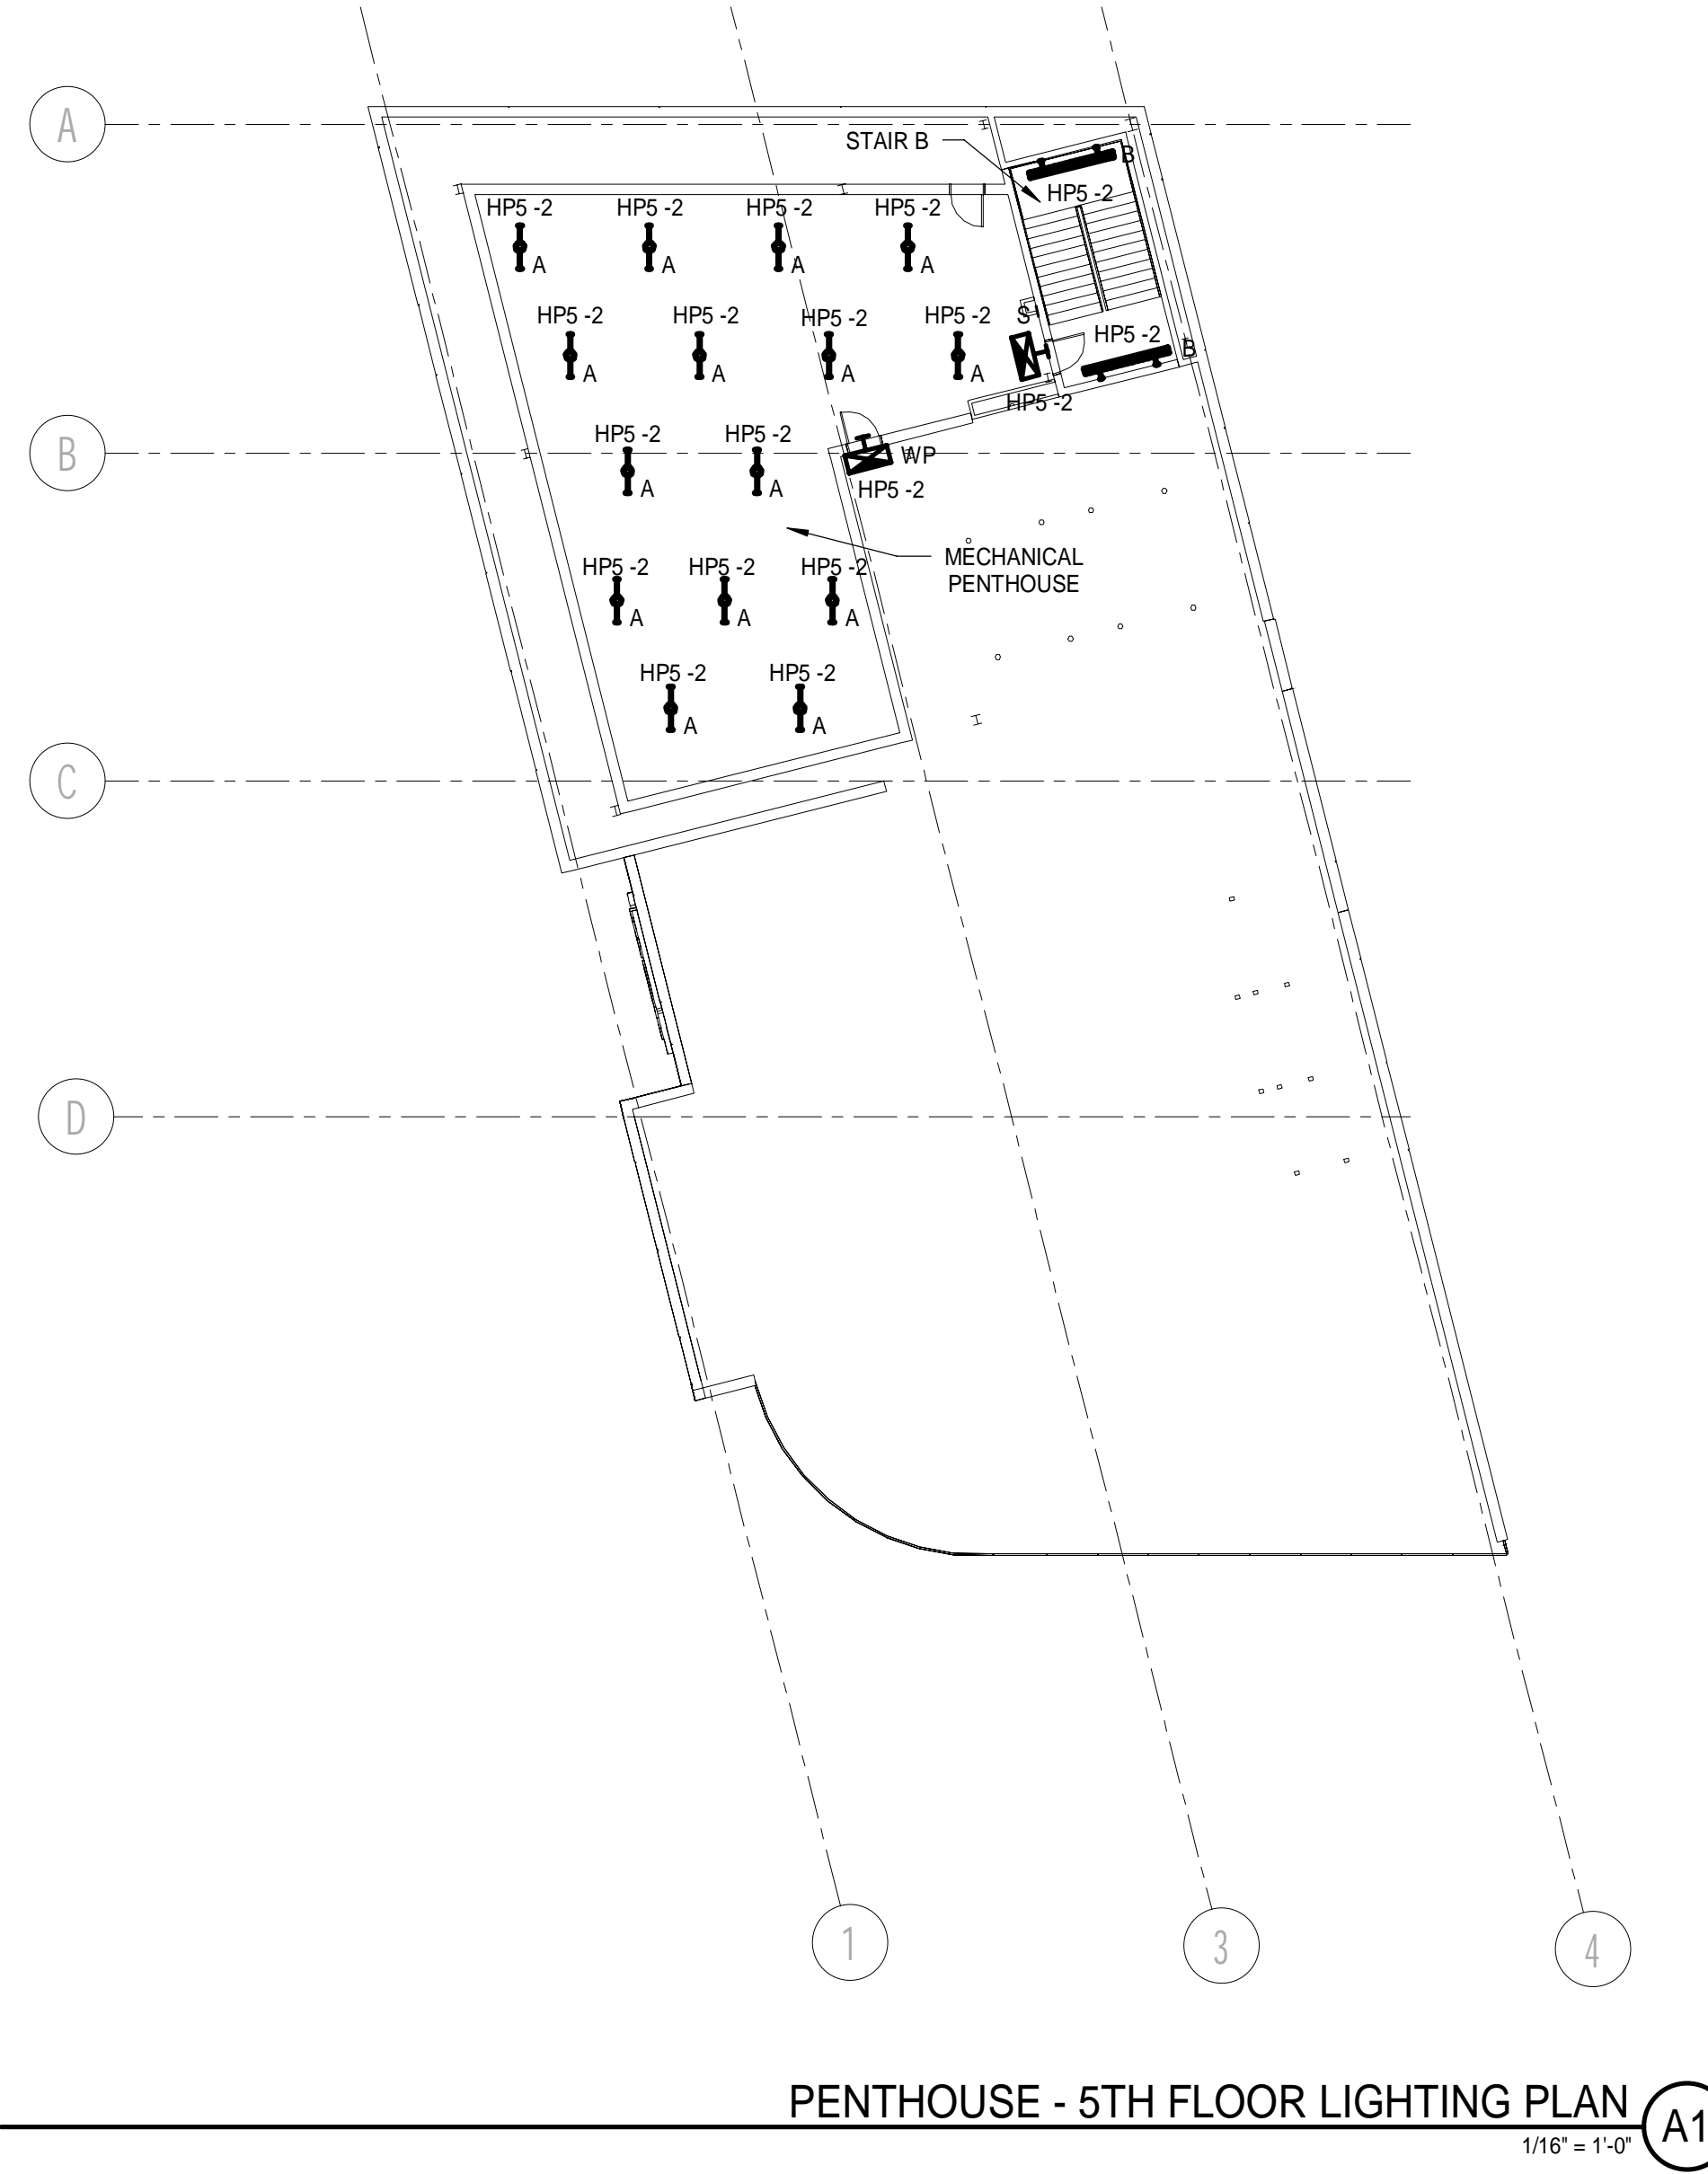 A
STAIR B
B
HP5 -2
HP5 -2 HP5 -2 HP5 -2 HP5 -2
A A A A
HP5 -2 HP5 -2 HP5 -2 HP5 -2 S
HP5 -2 B
A A A A
HP5 -2
HP5 -2 HP5 -2
B WP
A A HP5 -2
MECHANICAL
PENTHOUSE
HP5 -2 HP5 -2 HP5 -2
A A A
HP5 -2 HP5 -2
A A
C
D
1 3 4
PENTHOUSE - 5TH FLOOR LIGHTING PLAN
A1
1/16" = 1'-0"